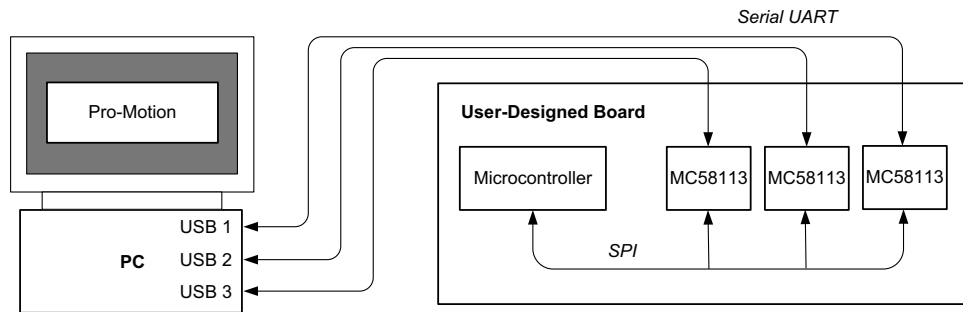 Serial UART
Pro-Motion
User-Designed Board
Microcontroller
MC58113
MC58113
MC58113
USB 1
PC
USB 2
SPI
USB 3